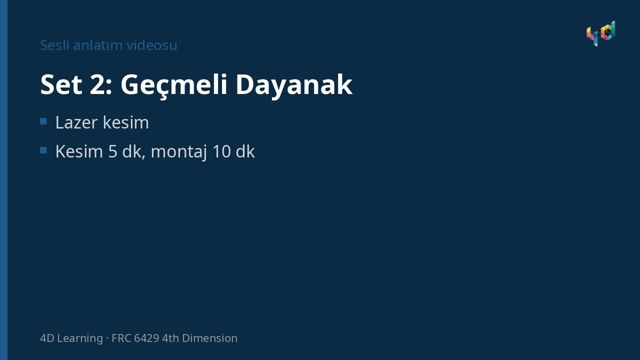 Sesli anlatım videosu
4d
Set 2: Geçmeli Dayanak
Lazer kesim
Kesim 5 dk, montaj 10 dk
4D Learning · FRC 6429 4th Dimension